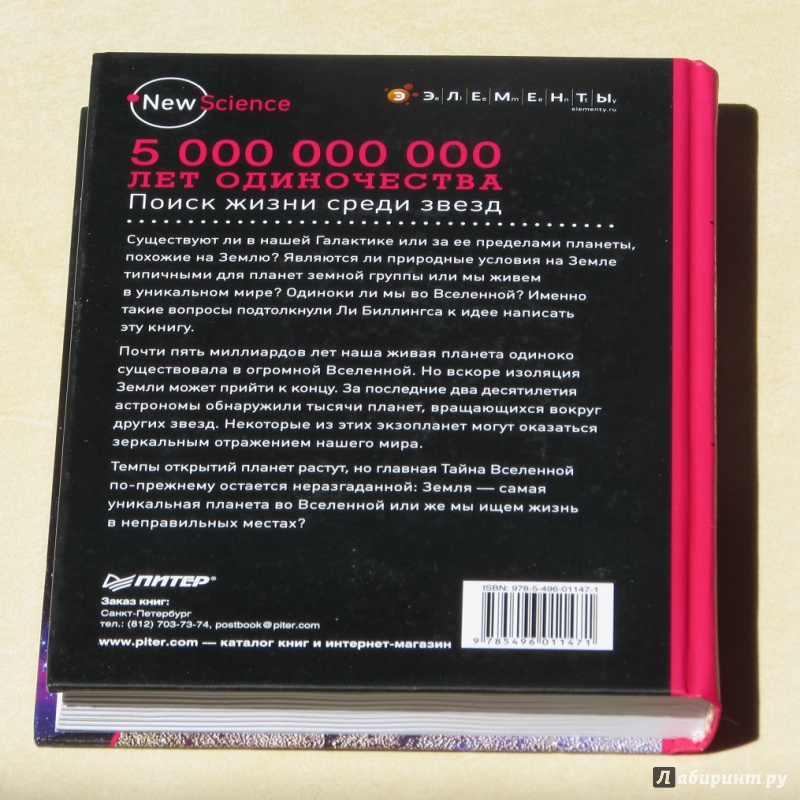 New Science
Э Э Л Е М Е Н Т Ы
elementy.ru
5 000 000 000
ЛЕТ ОДИНОЧЕСТВА
Поиск жизни среди звезд
Существуют ли в нашей Галактике или за ее пределами планеты,
похожие на Землю? Являются ли природные условия на Земле
типичными для планет земной группы или мы живем
в уникальном мире? Одиноки ли мы во Вселенной? Именно
такие вопросы подтолкнули Ли Биллингса к идее написать
эту книгу.
Почти пять миллиардов лет наша живая планета одиноко
существовала в огромной Вселенной. Но вскоре изоляция
Земли может прийти к концу. За последние два десятилетия
астрономы обнаружили тысячи планет, вращающихся вокруг
других звезд. Некоторые из этих экзопланет могут оказаться
зеркальным отражением нашего мира.
Темпы открытий планет растут, но главная Тайна Вселенной
по-прежнему остается неразгаданной: Земля — самая
уникальная планета во Вселенной или же мы ищем жизнь
в неправильных местах?
ПИТЕР®
Заказ книг:
Санкт-Петербург
тел.: (812) 703-73-74, postbook@piter.com
www.piter.com — каталог книг и интернет-магазин
ISBN: 978-5-496-01147-1
9 785496 011471
Лабиринт.ру